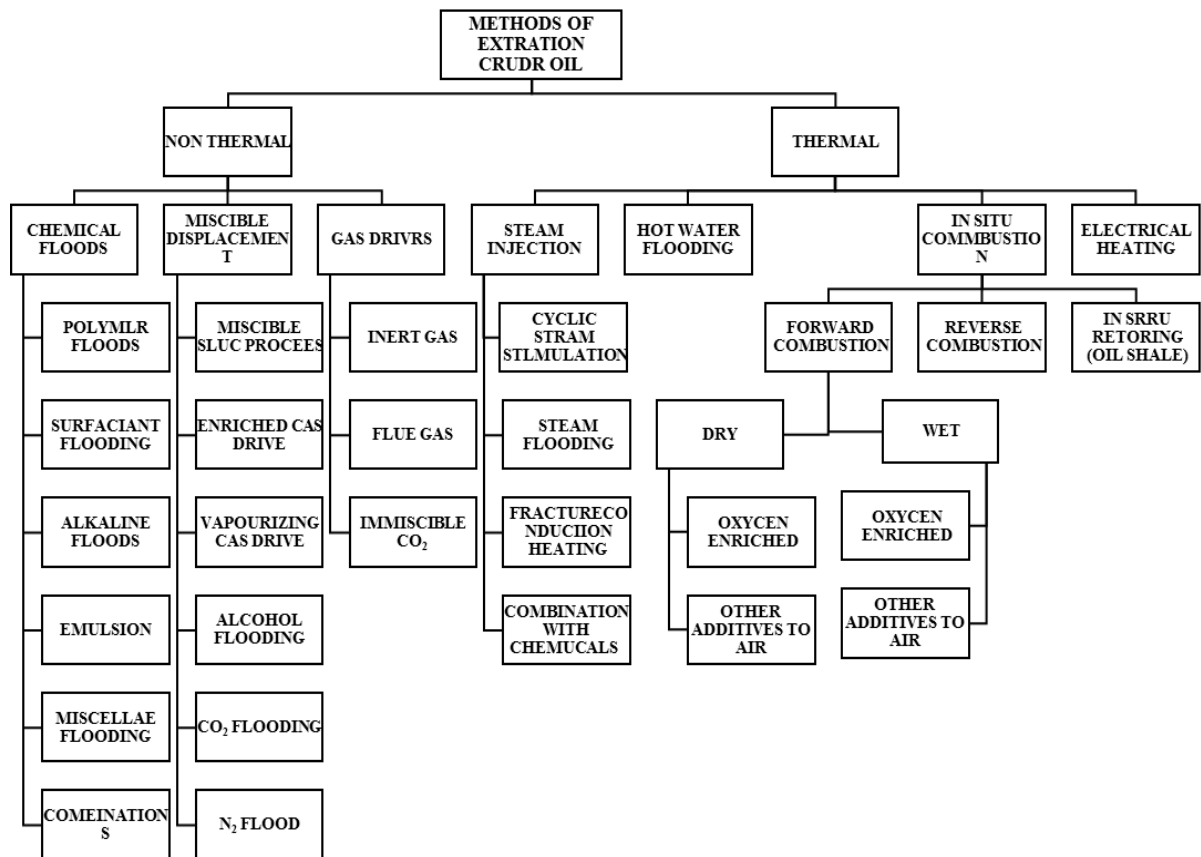 METHODS OF
EXTRATION
CRUDR OIL
NON THERMAL
THERMAL
CHEMICAL
FLOODS
MISCIBLE
DISPLACEMEN
T
GAS DRIVRS
STEAM
INJECTION
HOT WATER
FLOODING
IN SITU
COMMBUSTIO
N
ELECTRICAL
HEATING
POLYMLR
FLOODS
MISCIBLE
SLUC PROCEES
INERT GAS
CYCLIC
STRAM
STLMULATION
FORWARD
COMBUSTION
REVERSE
COMBUSTION
IN SRRU
RETORING
(OIL SHALE)
SURFACIANT
FLOODING
ENRICHED CAS
DRIVE
FLUE GAS
STEAM
FLOODING
DRY
WET
ALKALINE
FLOODS
VAPOURIZING
CAS DRIVE
IMMISCIBLE
CO₂
FRACTURECO
NDUCIION
HEATING
OXYCEN
ENRICHED
OXYCEN
ENRICHED
EMULSION
ALCOHOL
FLOODING
COMBINATION
WITH
CHEMUCALS
OTHER
ADDITIVES TO
AIR
OTHER
ADDITIVES TO
AIR
MISCELLAE
FLOODING
CO₂ FLOODING
COMEINATION
S
N₂ FLOOD